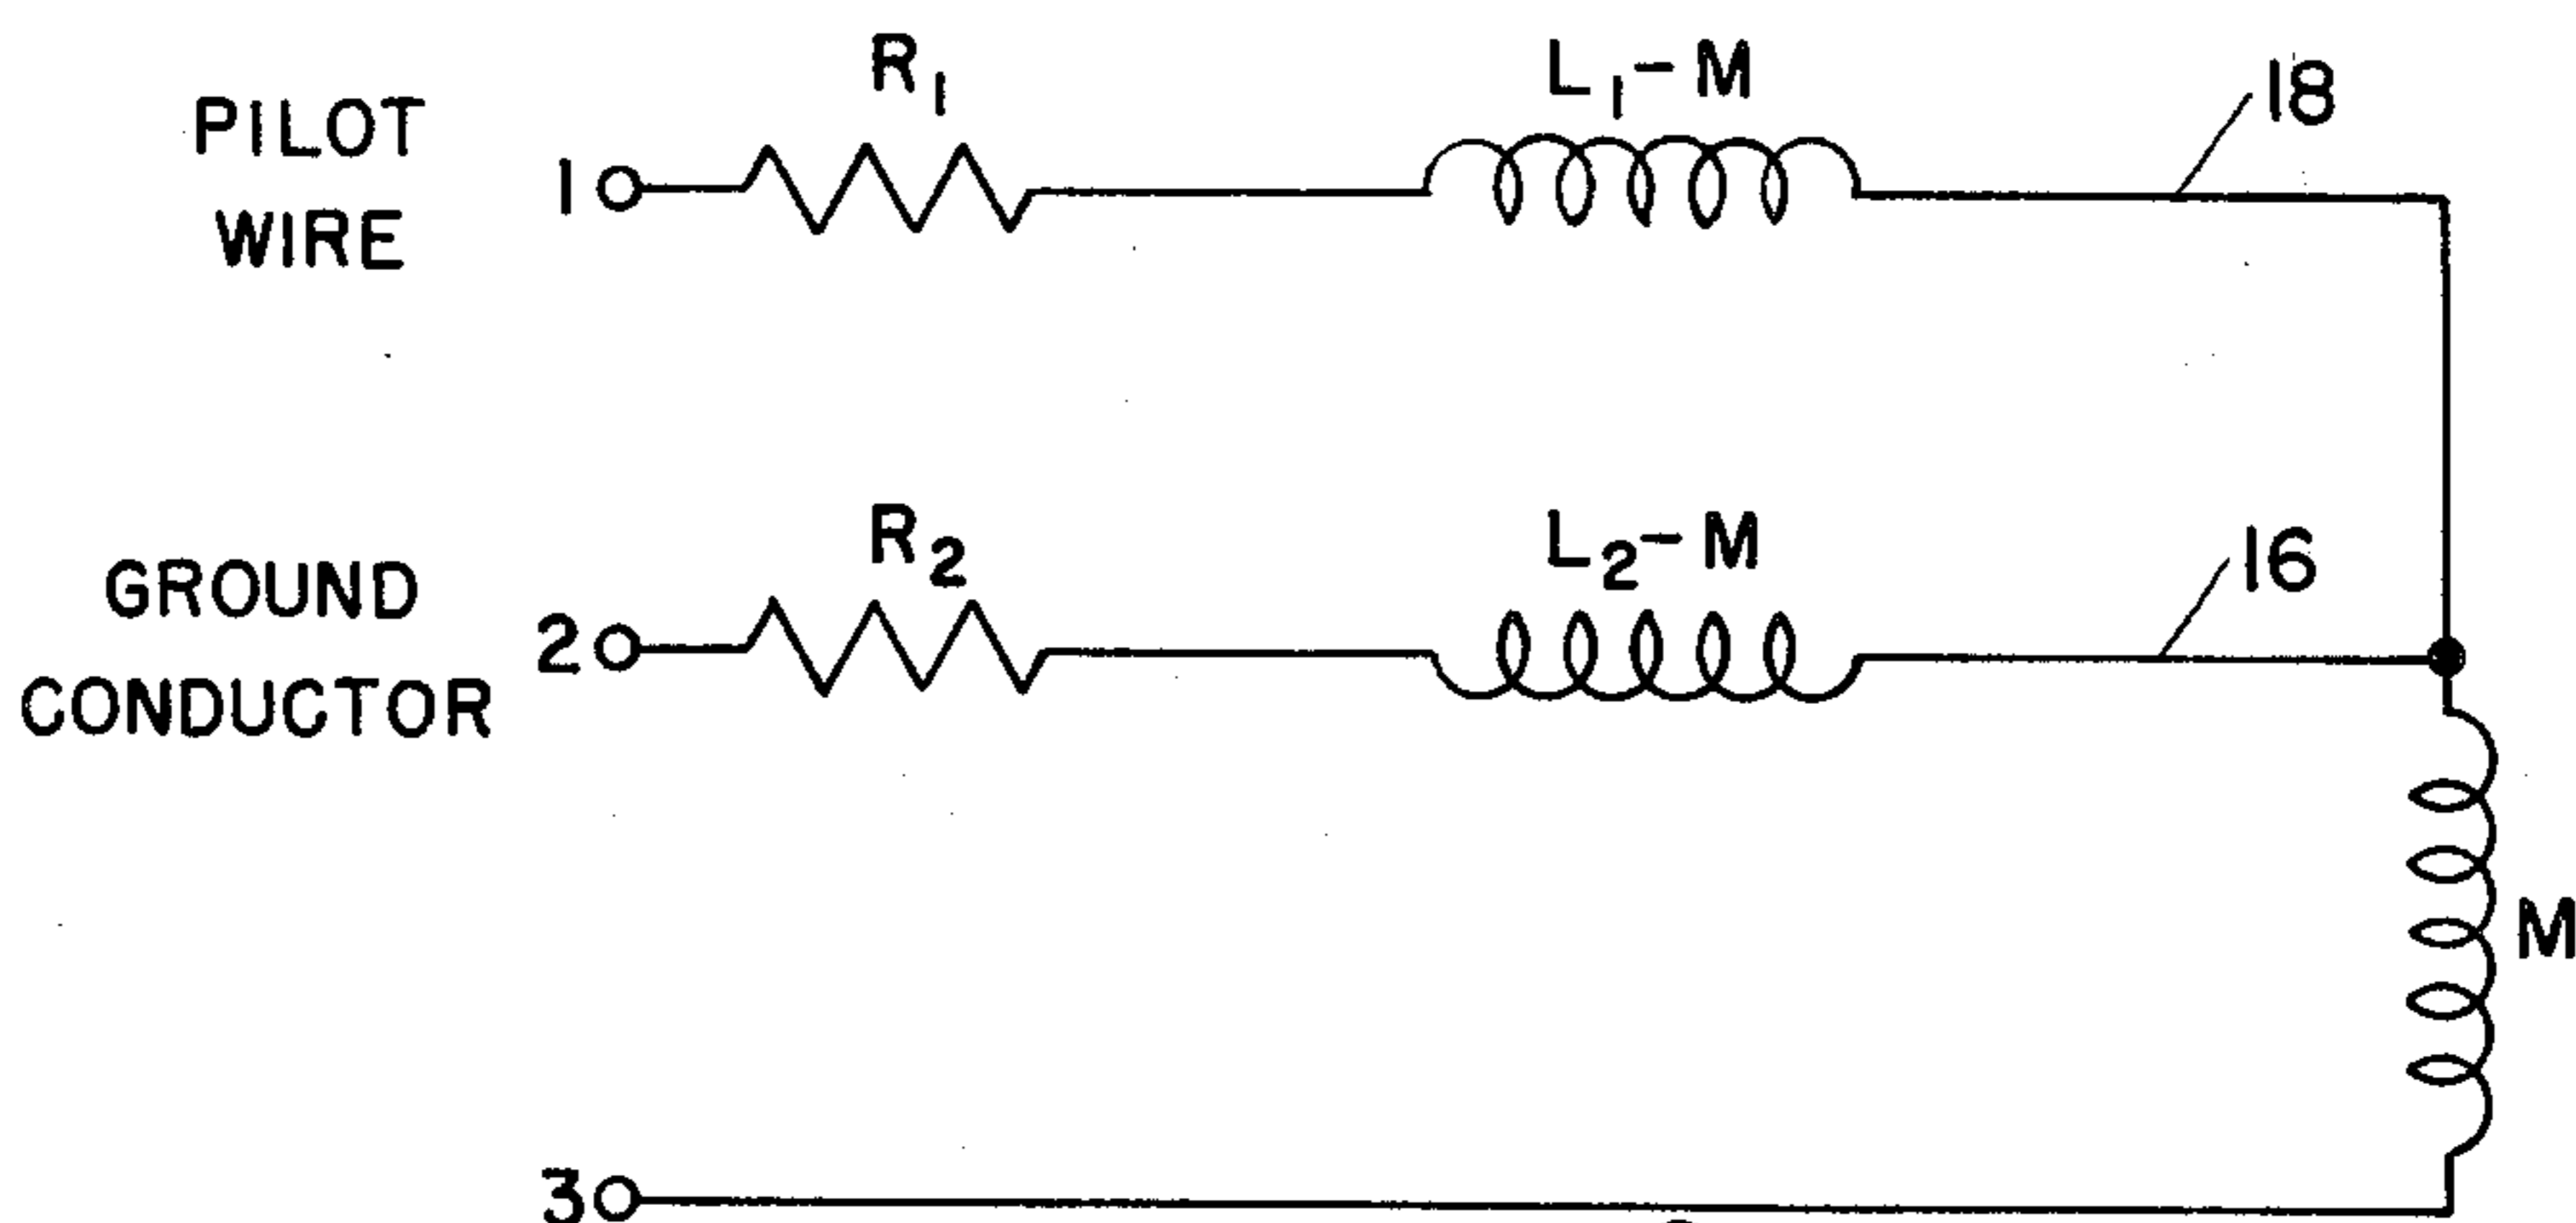 R₁
L₁-M
18
PILOT
WIRE
1
R₂
L₂-M
16
GROUND
CONDUCTOR
2
M
3